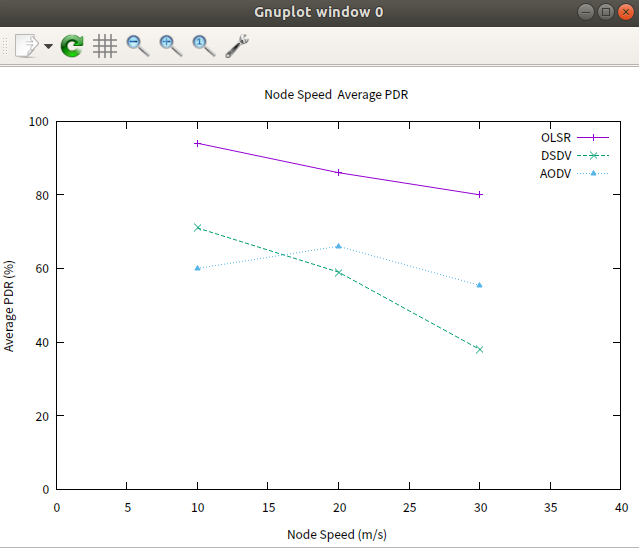 Gnuplot window 0
1
Node Speed  Average PDR
OLSR
DSDV
AODV
100
80
60
40
20
0
Average PDR (%)
0 5 10 15 20 25 30 35 40
Node Speed (m/s)